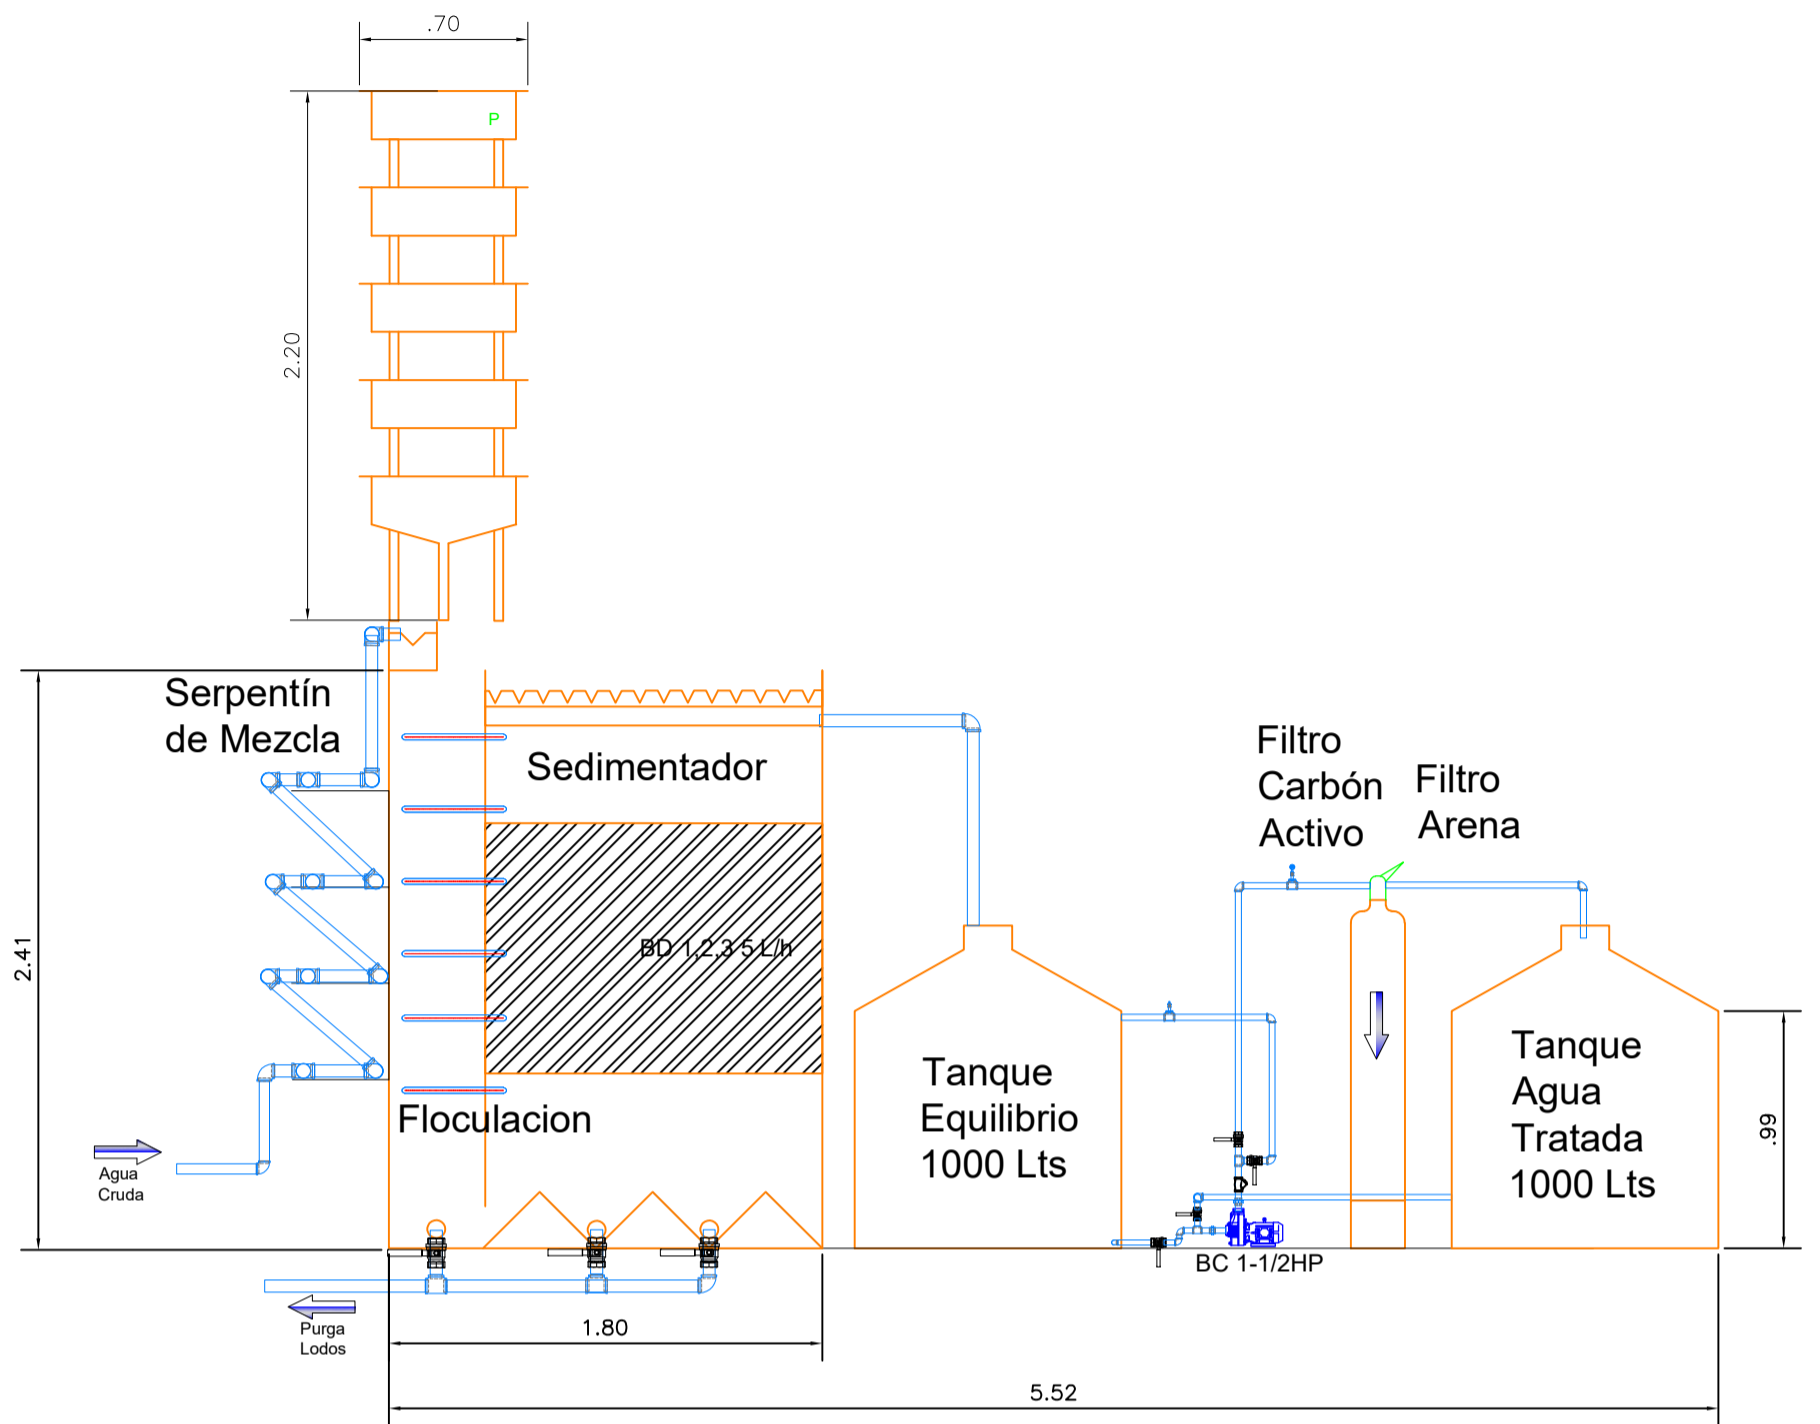 .70
P
2.20
Serpentín
de Mezcla
Sedimentador
Filtro
Carbón
Activo
Filtro
Arena
2.41
BD 1,2,3 5 L/h
Tanque
Equilibrio
1000 Lts
Tanque
Agua
Tratada
1000 Lts
.99
Floculacion
Agua
Cruda
BC 1-1/2HP
Purga
Lodos
1.80
5.52